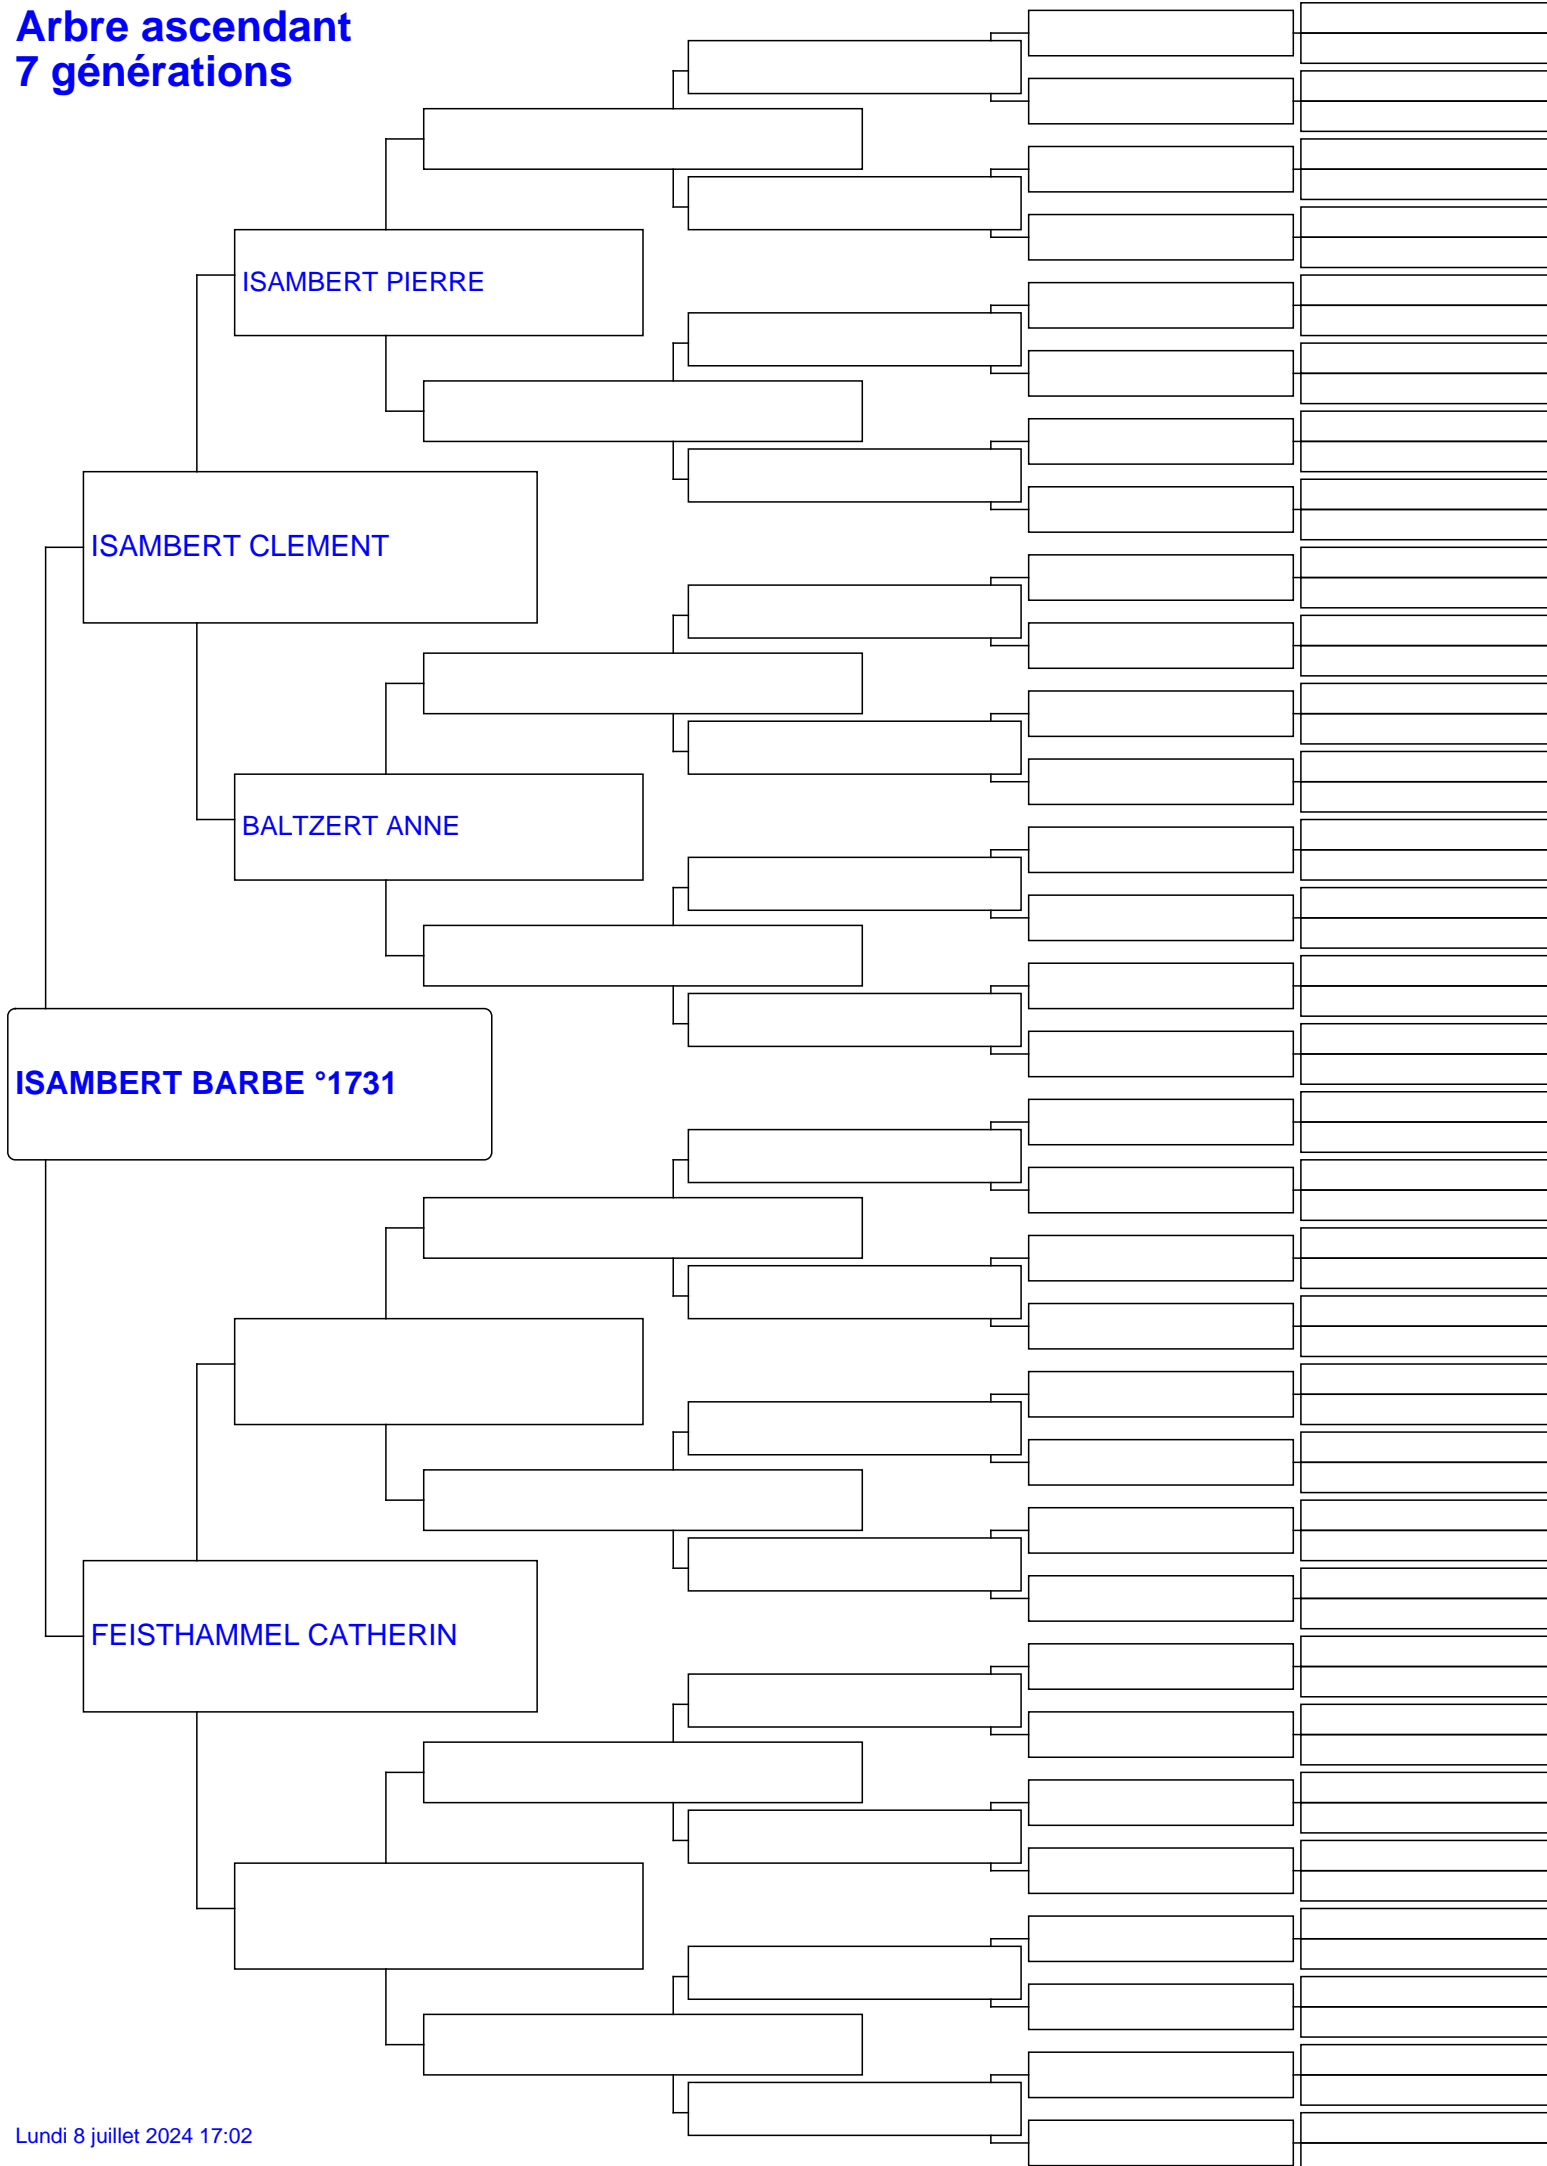 Arbre ascendant
7 générations
ISAMBERT PIERRE
ISAMBERT CLEMENT
BALTZERT ANNE
ISAMBERT BARBE °1731
FEISTHAMMEL CATHERIN
Lundi 8 juillet 2024 17:02